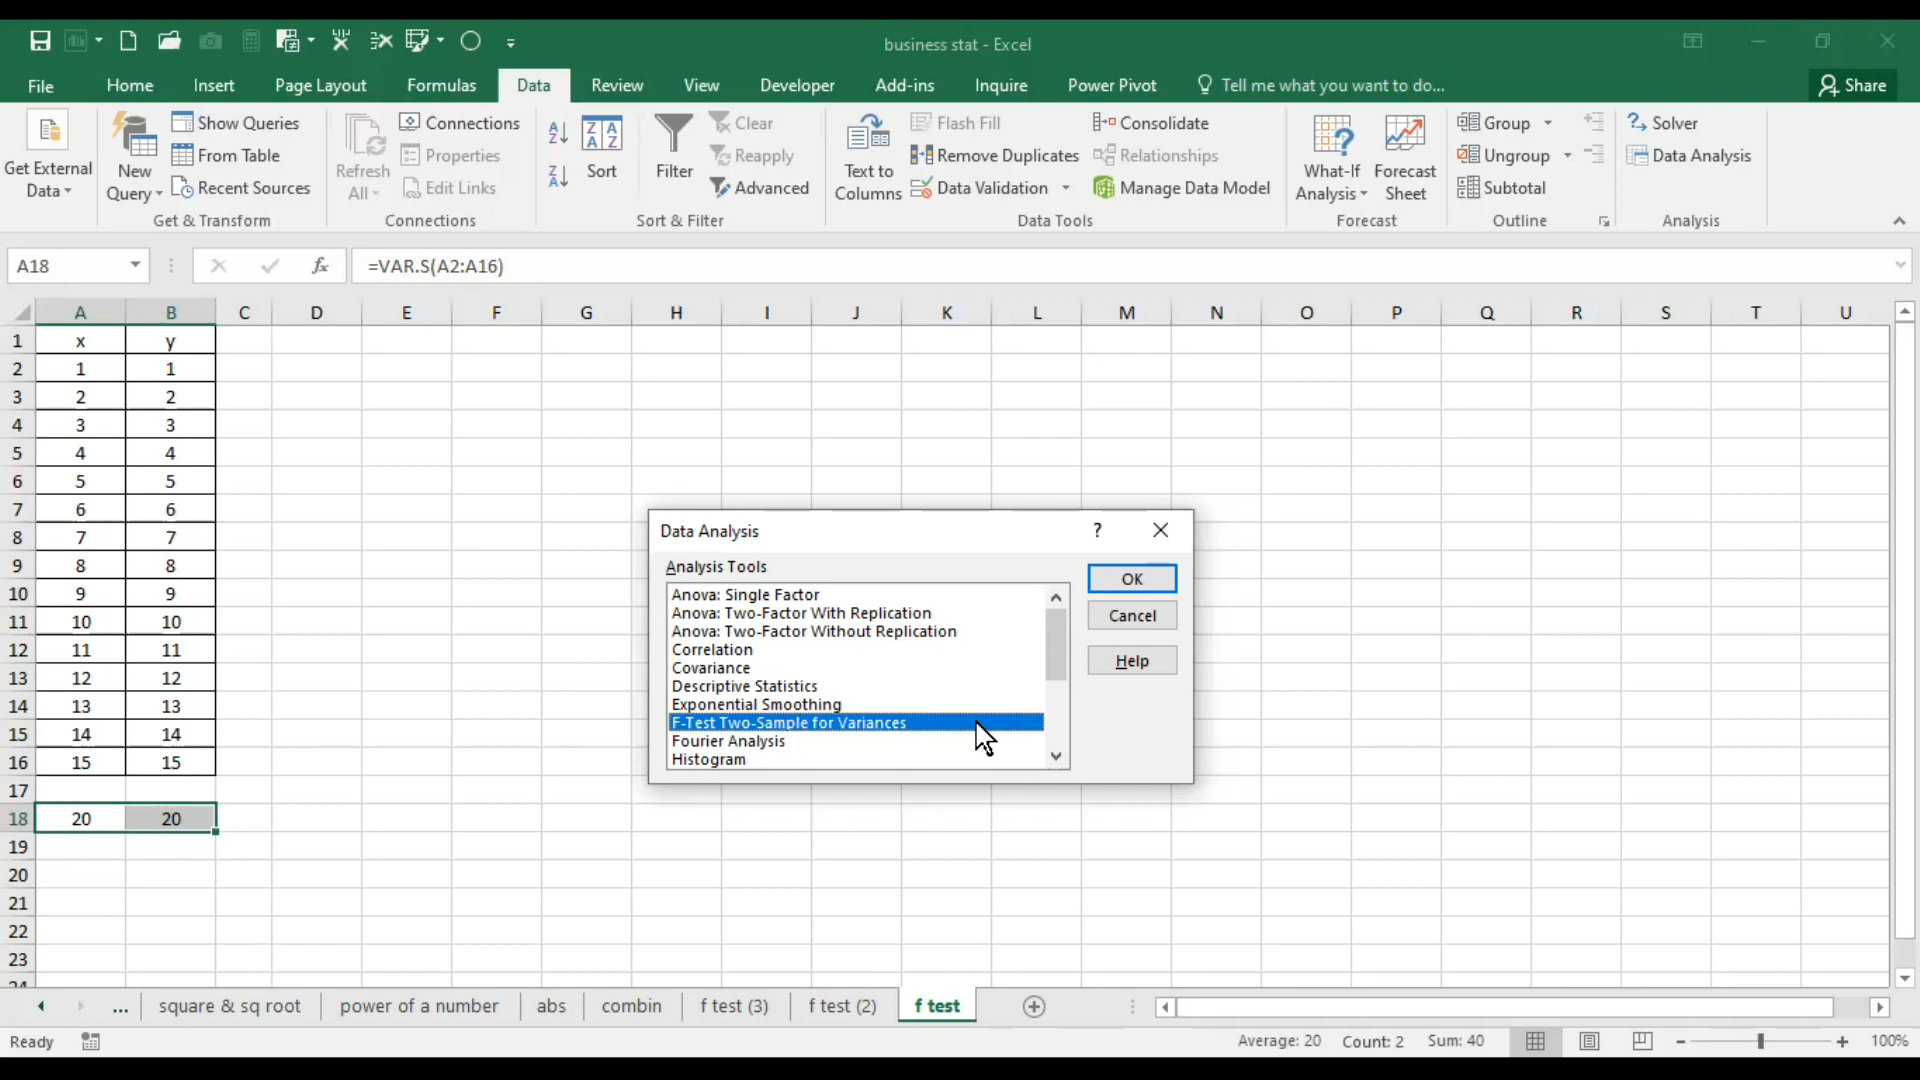 business stat - Excel
File Home Insert Page Layout Formulas Data Review View Developer Add-ins Inquire Power Pivot Tell me what you want to do... Share
Get External Data
New Query
Show Queries
From Table
Recent Sources
Get & Transform
Refresh All
Connections
Properties
Edit Links
Connections
Sort
Filter
Clear
Reapply
Advanced
Sort & Filter
Text to Columns
Flash Fill
Remove Duplicates
Data Validation
Consolidate
Relationships
Manage Data Model
Data Tools
What-If Analysis
Forecast Sheet
Forecast
Group
Ungroup
Subtotal
Outline
Solver
Data Analysis
Analysis
A18 fx =VAR.S(A2:A16)
A B C D E F G H I J K L M N O P Q R S T U
1 x y
2 1 1
3 2 2
4 3 3
5 4 4
6 5 5
7 6 6
8 7 7
9 8 8
10 9 9
11 10 10
12 11 11
13 12 12
14 13 13
15 14 14
16 15 15
17
18 20 20
19
20
21
22
23
24
Data Analysis ?
Analysis Tools
Anova: Single Factor
Anova: Two-Factor With Replication
Anova: Two-Factor Without Replication
Correlation
Covariance
Descriptive Statistics
Exponential Smoothing
F-Test Two-Sample for Variances
Fourier Analysis
Histogram
OK
Cancel
Help
... square & sq root power of a number abs combin f test (3) f test (2) f test
Ready Average: 20 Count: 2 Sum: 40 100%